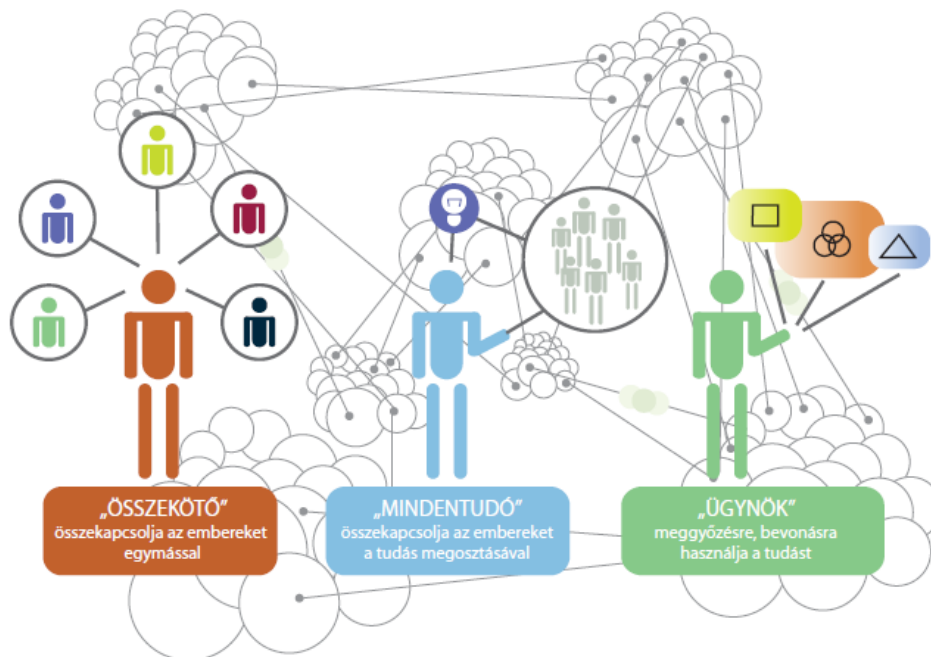 „ÖSSZEKÖTŐ”
összekapcsolja az embereket
egymással
„MINDENTUDÓ”
összekapcsolja az embereket
a tudás megosztásával
„ÜGYNÖK”
meggyőzésre, bevonásra
használja a tudást